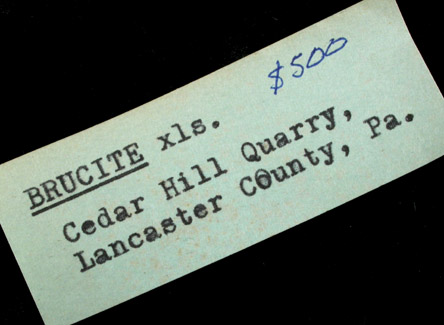 $500
BRUCITE xls.
Cedar Hill Quarry,
Lancaster County, Pa.